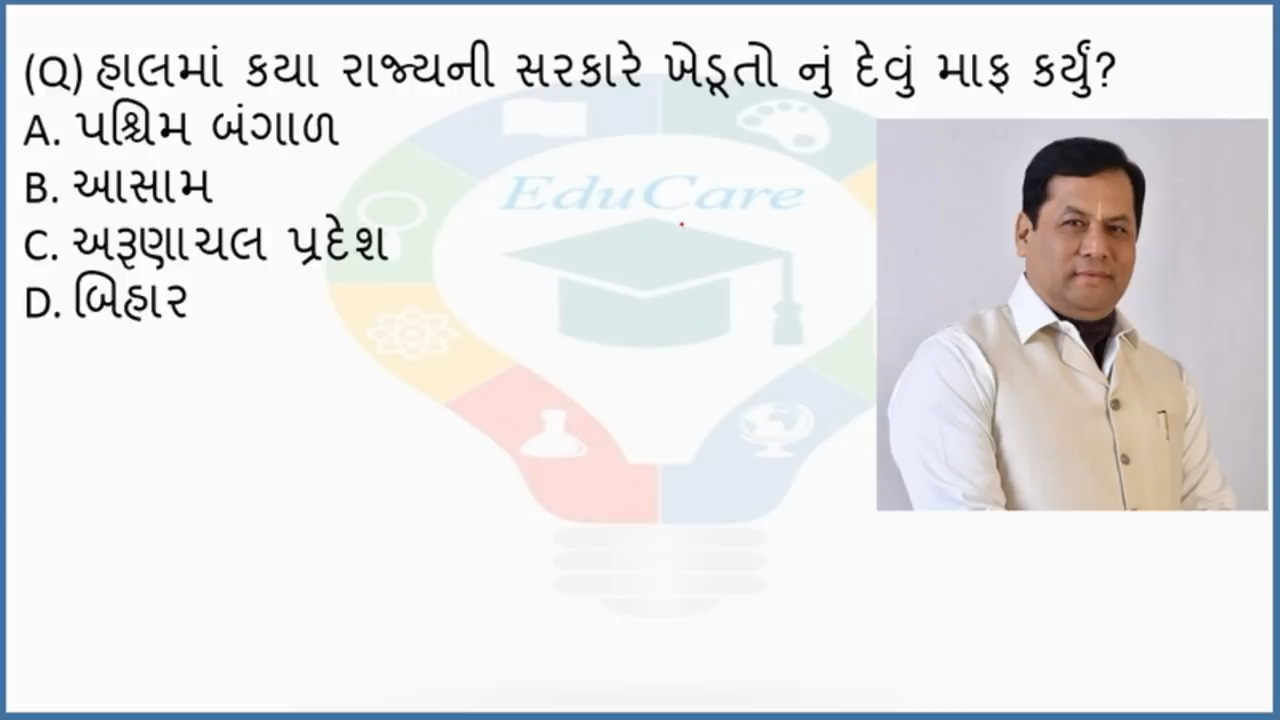 (Q) હાલમાં કયા રાજ્યની સરકારે ખેડૂતો નું દેવું માફ કર્યું?
A. પશ્ચિમ બંગાળ
B. આસામ
C. અરૂણાચલ પ્રદેશ
D. બિહાર
EduCare